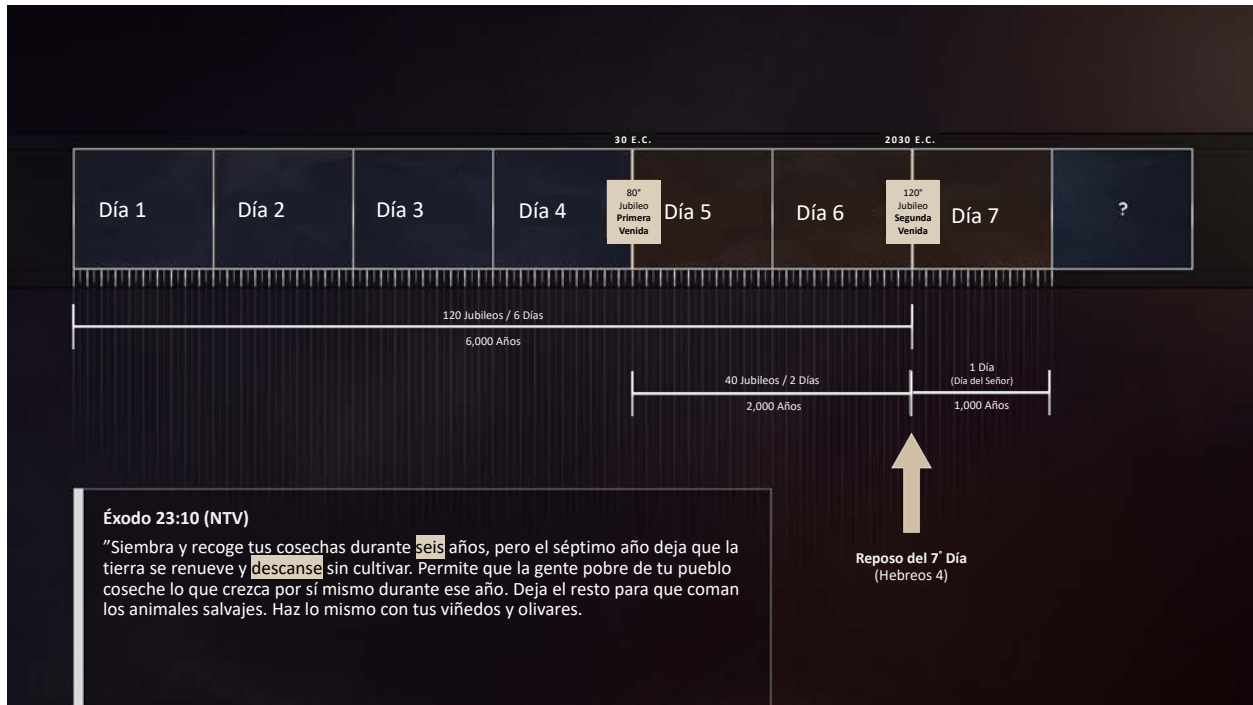 30 E.C.
2030 E.C.
Día 1
Día 2
Día 3
Día 4
80°
Jubileo
Primera
Venida
Día 5
Día 6
120°
Jubileo
Segunda
Venida
Día 7
?
120 Jubileos / 6 Días
6,000 Años
40 Jubileos / 2 Días
2,000 Años
1 Día
(Día del Señor)
1,000 Años
Reposo del 7° Día
(Hebreos 4)
Éxodo 23:10 (NTV)
”Siembra y recoge tus cosechas durante seis años, pero el séptimo año deja que la
tierra se renueve y descanse sin cultivar. Permite que la gente pobre de tu pueblo
coseche lo que crezca por sí mismo durante ese año. Deja el resto para que coman
los animales salvajes. Haz lo mismo con tus viñedos y olivares.